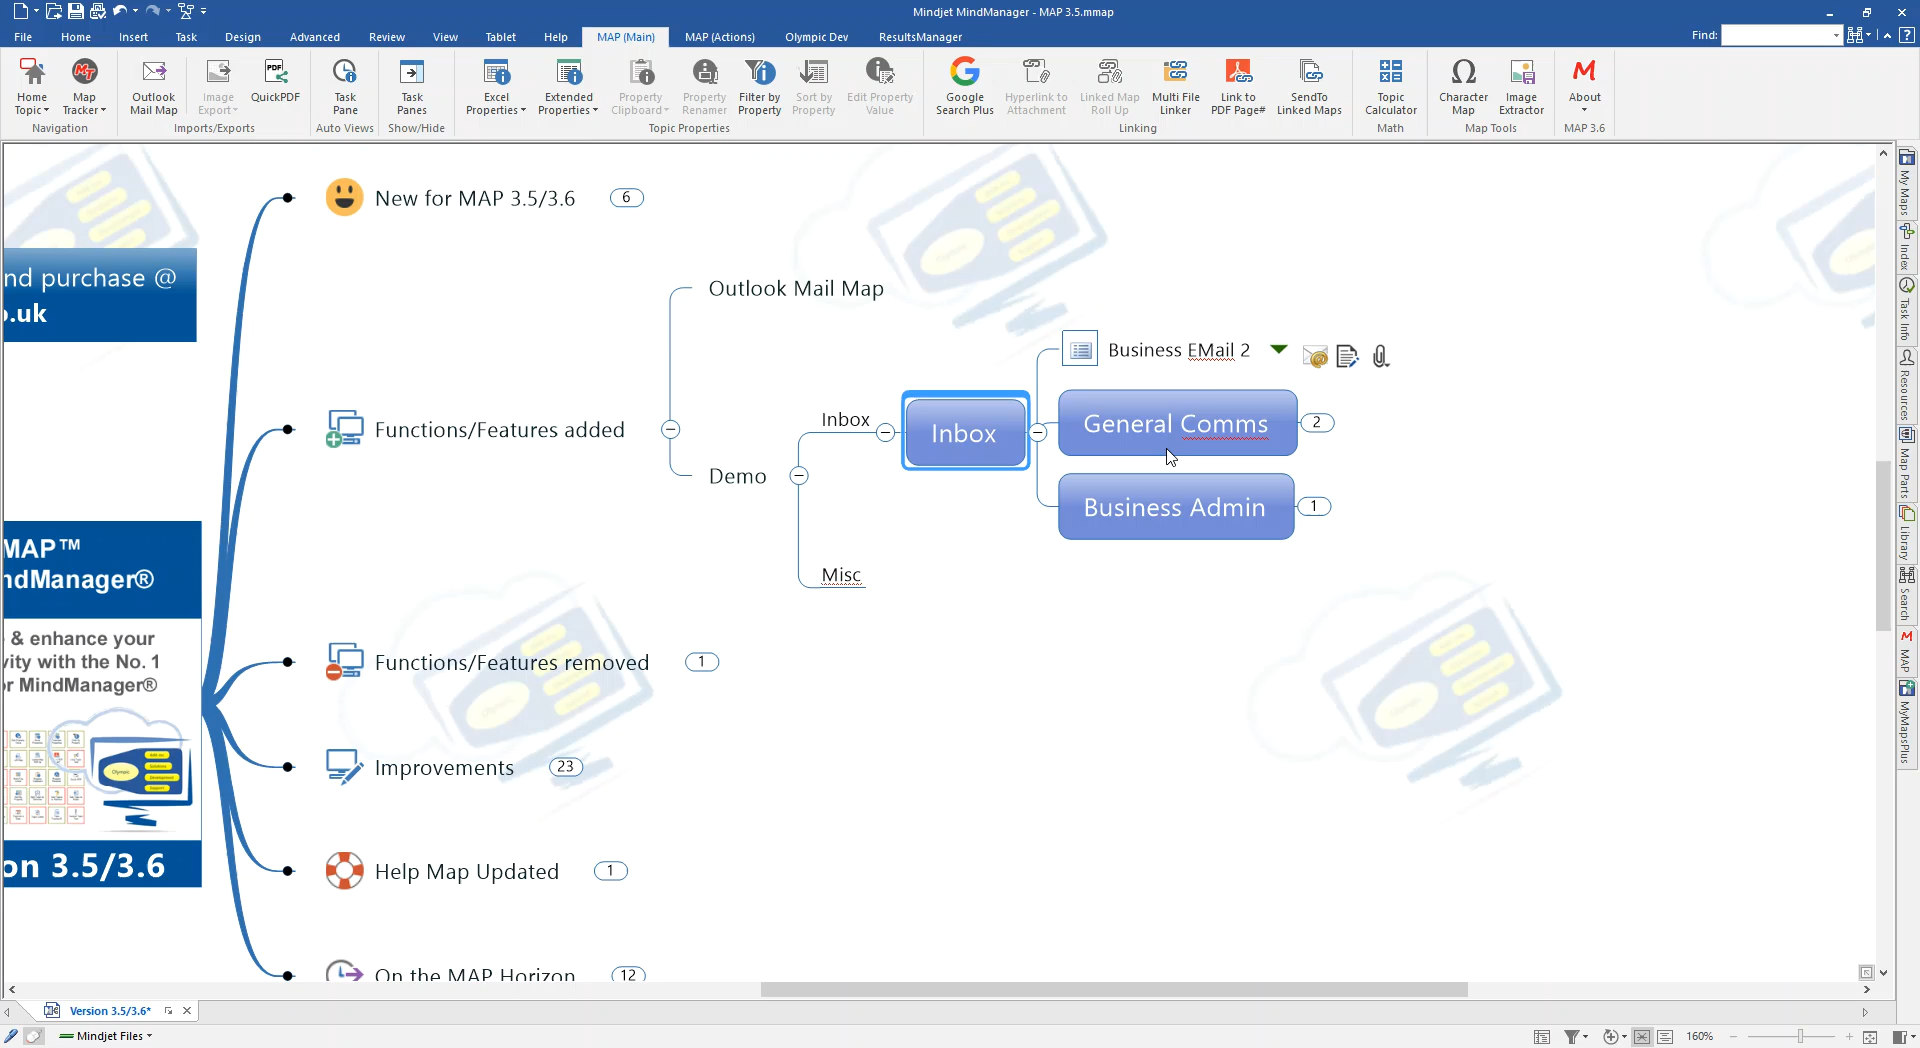 Mindjet MindManager - MAP 3.5.mmap
File Home Insert Task Design Advanced Review View Tablet Help MAP (Main) MAP (Actions) Olympic Dev ResultsManager Find:
Home Topic
Map Tracker
Navigation
Outlook Mail Map
Image Export
QuickPDF
Imports/Exports
Task Pane
Auto Views
Task Panes
Show/Hide
Excel Properties
Extended Properties
Property Clipboard
Property Renamer
Filter by Property
Sort by Property
Edit Property Value
Topic Properties
Google Search Plus
Hyperlink to Attachment
Linked Map Roll Up
Multi File Linker
Link to PDF Page#
SendTo Linked Maps
Linking
Topic Calculator
Math
Character Map
Image Extractor
Map Tools
About
MAP 3.6
New for MAP 3.5/3.6 6
nd purchase @
o.uk
Outlook Mail Map
Business EMail 2
Functions/Features added
Inbox
Inbox
General Comms 2
Demo
Business Admin 1
Misc
MAP™
ndManager®
& enhance your
vity with the No. 1
or MindManager®
Olympic
on 3.5/3.6
Functions/Features removed 1
Improvements 23
Help Map Updated 1
On the MAP Horizon 12
My Maps
Index
Task Info
Resources
Map Parts
Library
Search
MAP
MyMapsPlus
Version 3.5/3.6*
Mindjet Files
160%